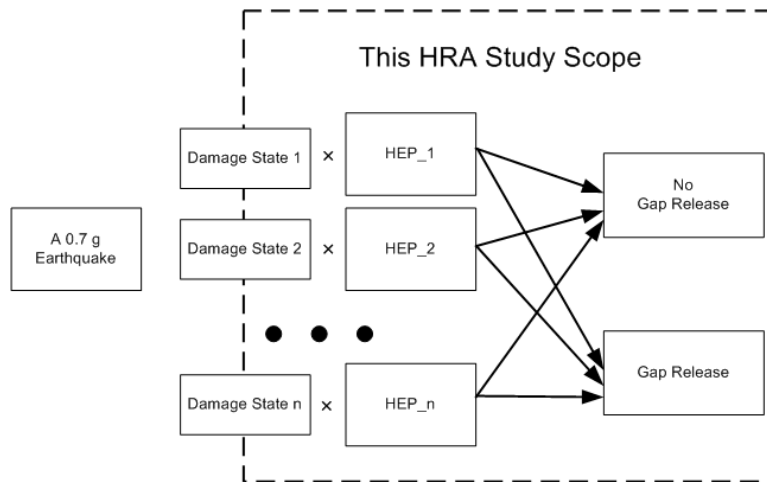 This HRA Study Scope
Damage State 1
×
HEP_1
No
Gap Release
A 0.7 g
Earthquake
Damage State 2
×
HEP_2
Damage State n
×
HEP_n
Gap Release